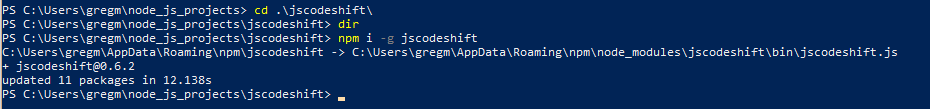 PS C:\Users\gregm\node_js_projects> cd .\jscodeshift\
PS C:\Users\gregm\node_js_projects\jscodeshift> dir
PS C:\Users\gregm\node_js_projects\jscodeshift> npm i -g jscodeshift
C:\Users\gregm\AppData\Roaming\npm\jscodeshift -> C:\Users\gregm\AppData\Roaming\npm\node_modules\jscodeshift\bin\jscodeshift.js
+ jscodeshift@0.6.2
updated 11 packages in 12.138s
PS C:\Users\gregm\node_js_projects\jscodeshift> _